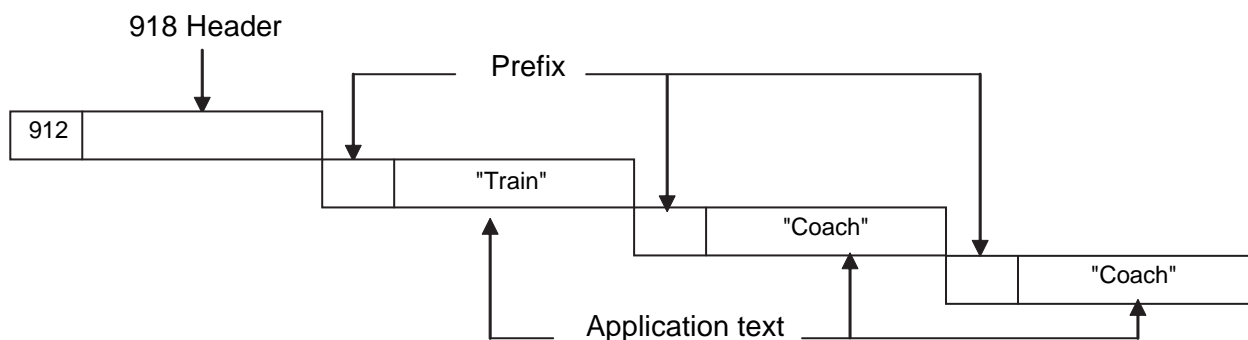 918 Header
Prefix
912
"Train"
"Coach"
"Coach"
Application text